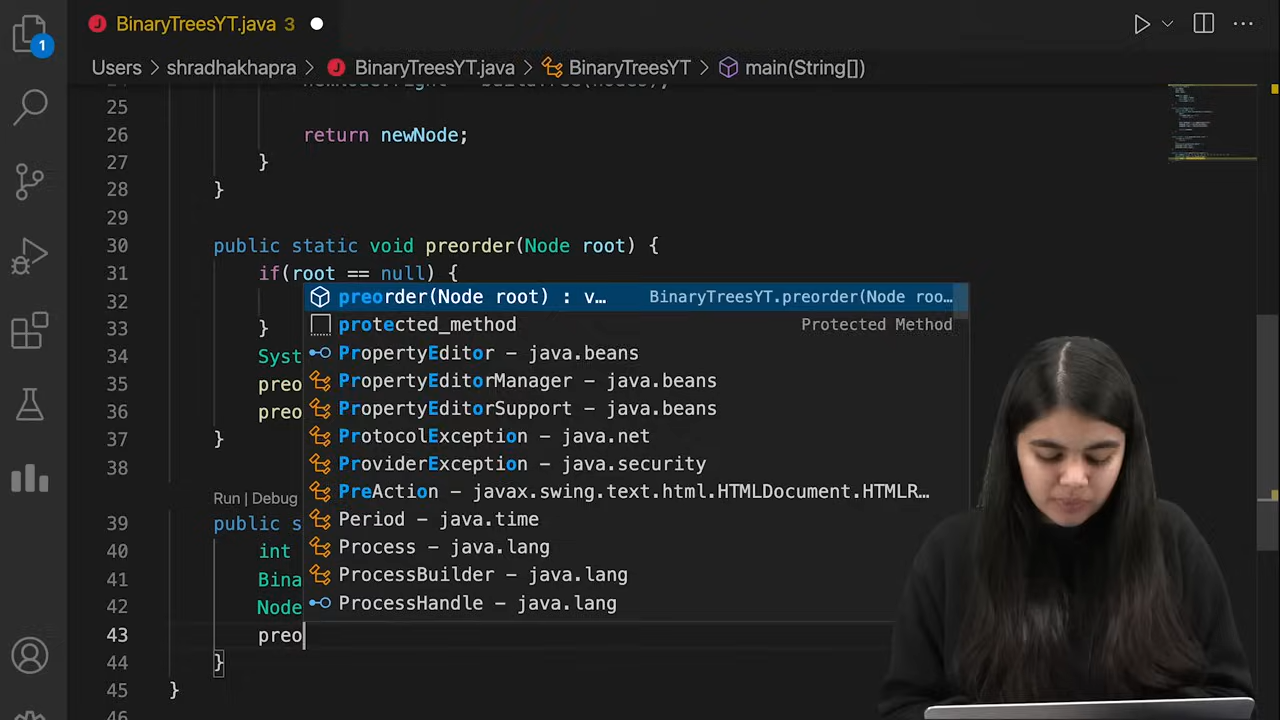 BinaryTreesYT.java 3
1
Users > shradhakhapra > BinaryTreesYT.java > BinaryTreesYT > main(String[])
25
26 return newNode;
27 }
28 }
29
30 public static void preorder(Node root) {
31 if(root == null) {
32
33 }
34 Syst
35 preo
36 preo
37 }
38
Run | Debug
39 public s
40 int
41 Bina
42 Node
43 preo
44 }
45 }
46
preorder(Node root) : v… BinaryTreesYT.preorder(Node roo…
protected_method Protected Method
PropertyEditor – java.beans
PropertyEditorManager – java.beans
PropertyEditorSupport – java.beans
ProtocolException – java.net
ProviderException – java.security
PreAction – javax.swing.text.html.HTMLDocument.HTMLR…
Period – java.time
Process – java.lang
ProcessBuilder – java.lang
ProcessHandle – java.lang